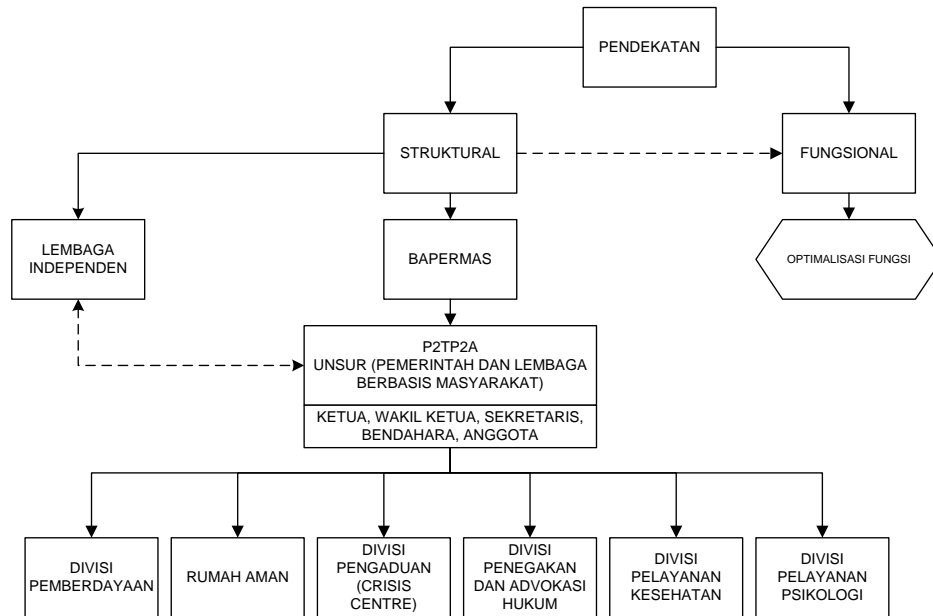 PENDEKATAN
STRUKTURAL
FUNGSIONAL
LEMBAGA
INDEPENDEN
BAPERMAS
OPTIMALISASI FUNGSI
P2TP2A
UNSUR (PEMERINTAH DAN LEMBAGA
BERBASIS MASYARAKAT)
KETUA, WAKIL KETUA, SEKRETARIS,
BENDAHARA, ANGGOTA
DIVISI
PEMBERDAYAAN
RUMAH AMAN
DIVISI
PENGADUAN
(CRISIS
CENTRE)
DIVISI
PENEGAKAN
DAN ADVOKASI
HUKUM
DIVISI
PELAYANAN
KESEHATAN
DIVISI
PELAYANAN
PSIKOLOGI